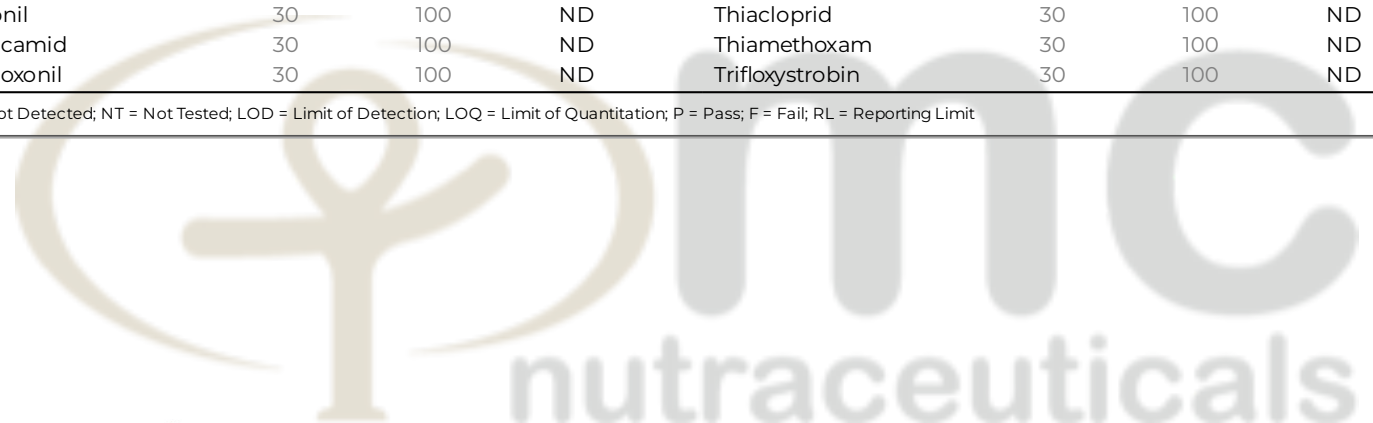 onil 30 100 ND Thiacloprid 30 100 ND
camid 30 100 ND Thiamethoxam 30 100 ND
oxonil 30 100 ND Trifloxystrobin 30 100 ND
ot Detected; NT = Not Tested; LOD = Limit of Detection; LOQ = Limit of Quantitation; P = Pass; F = Fail; RL = Reporting Limit
mc
nutraceuticals